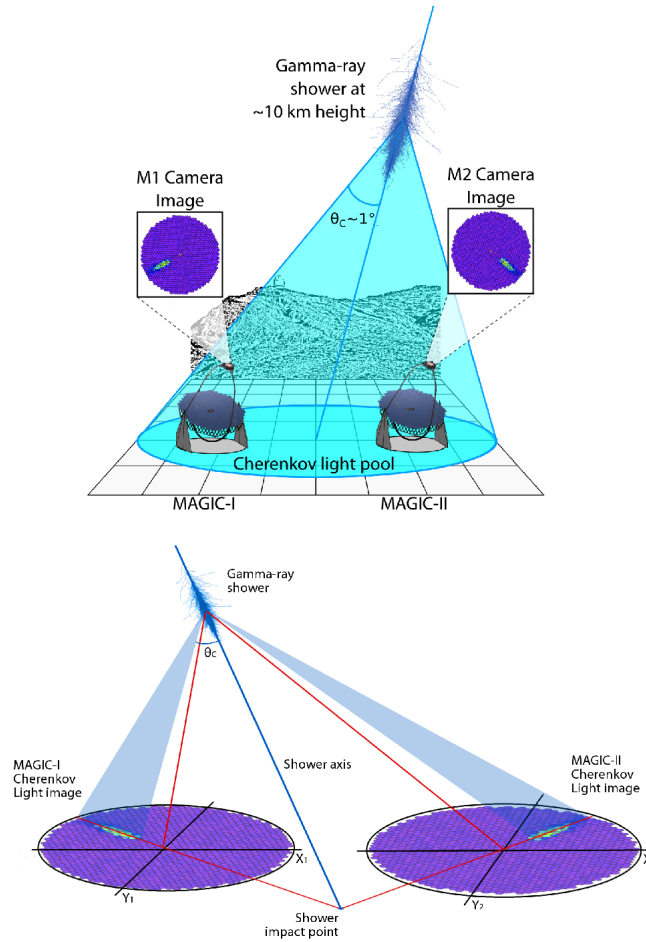 Gamma-ray
shower at
~10 km height
M1 Camera
Image
M2 Camera
Image
θC~1°
Cherenkov light pool
MAGIC-I
MAGIC-II
Gamma-ray
shower
θC
MAGIC-I
Cherenkov
Light image
Shower axis
MAGIC-II
Cherenkov
Light image
X1
X
Y1
Y2
Shower
impact point